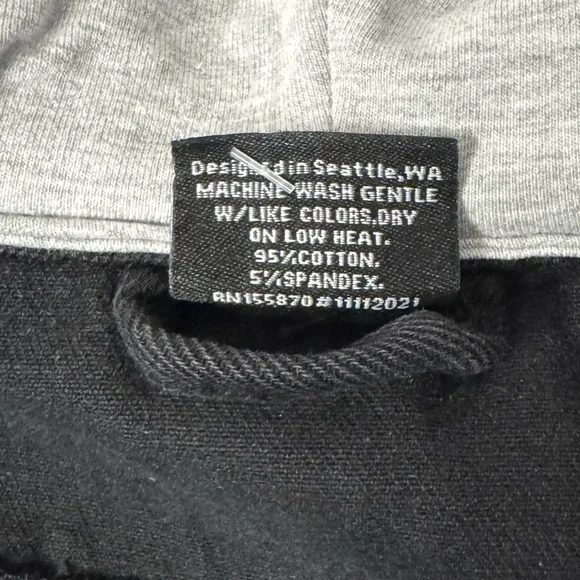 Designed in Seattle,WA
MACHINE WASH GENTLE
W/LIKE COLORS.DRY
ON LOW HEAT.
95%COTTON.
5%SPANDEX.
RN155870 #11112021